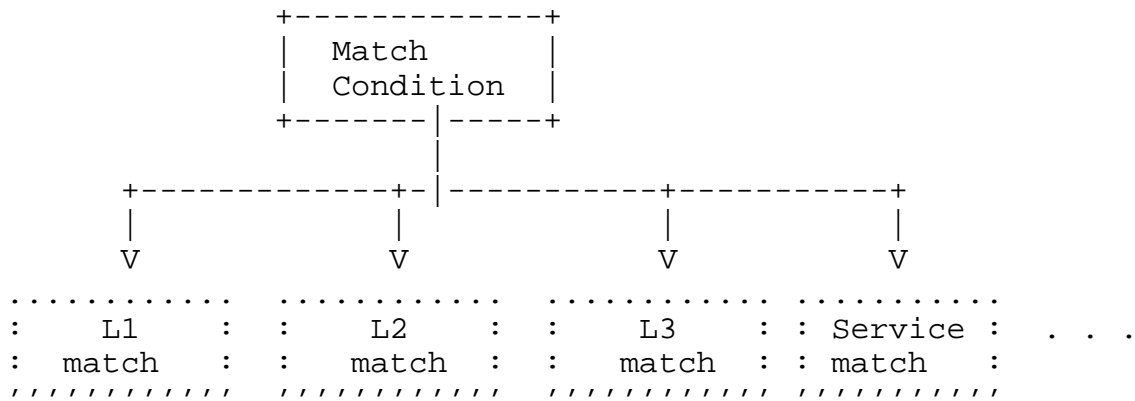 Match
Condition
V V V V
L1 L2 L3 Service . . .
match match match match